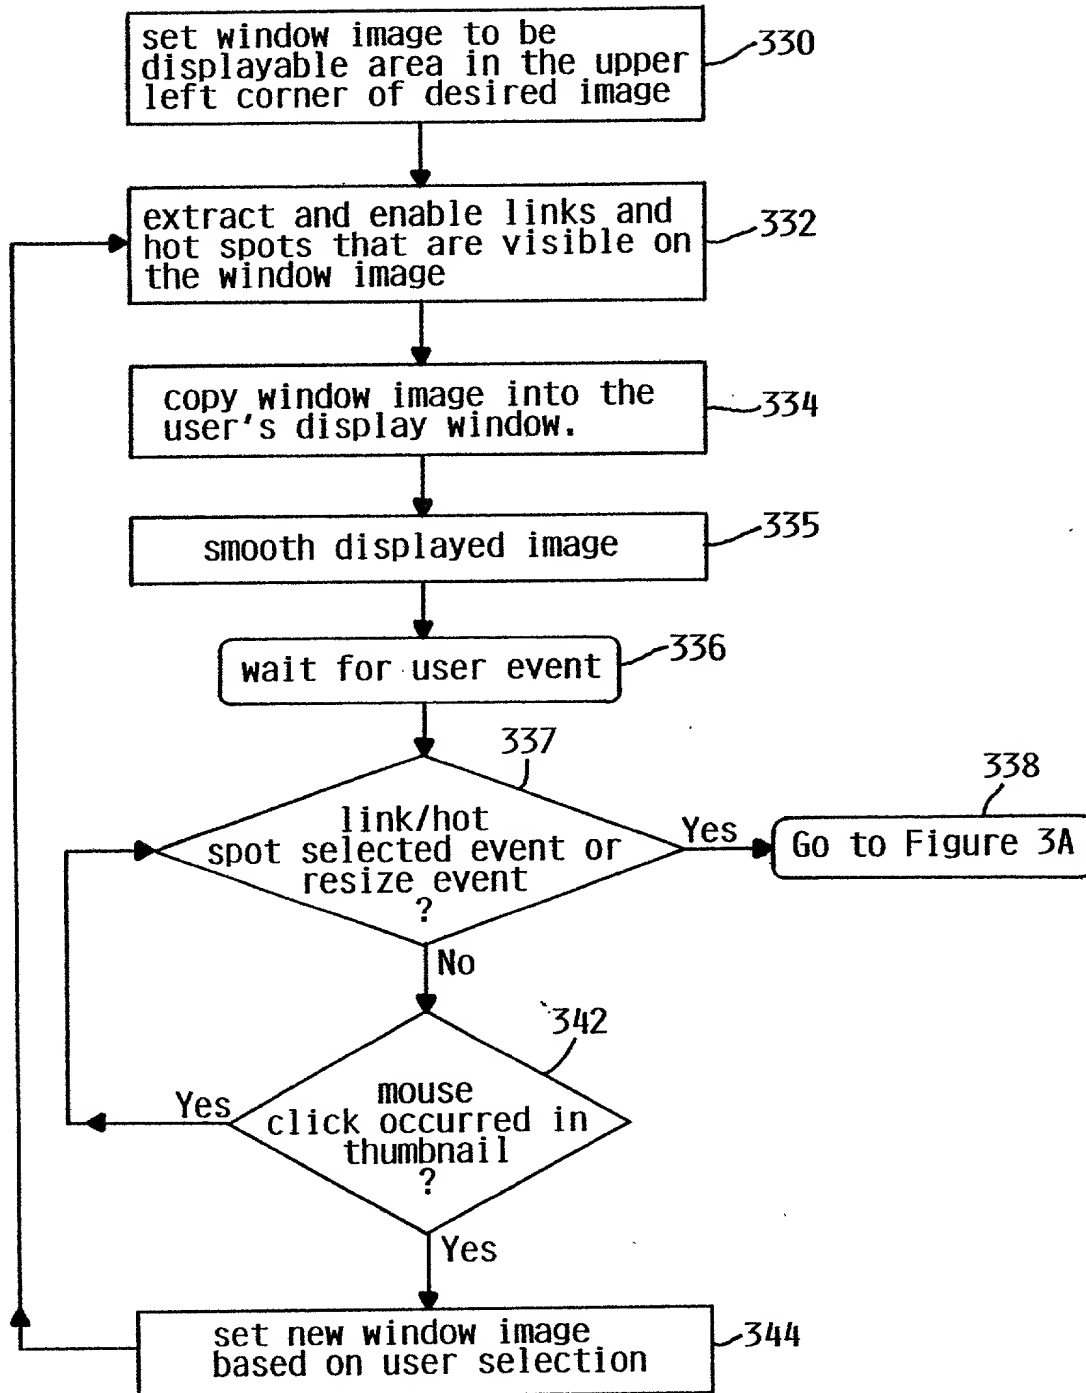 set window image to be
displayable area in the upper
left corner of desired image
330
extract and enable links and
hot spots that are visible on
the window image
332
copy window image into the
user's display window.
334
smooth displayed image
335
wait for user event
336
337
link/hot
spot selected event or
resize event
?
Yes
338
Go to Figure 3A
No
342
mouse
click occurred in
thumbnail
?
Yes
Yes
set new window image
based on user selection
344